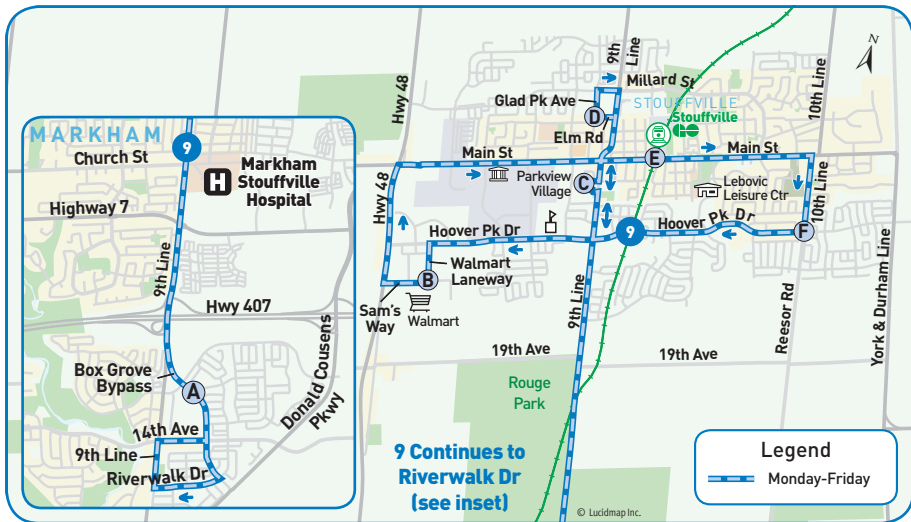 MARKHAM
Church St
9
Markham
Stouffville
Hospital
H
Highway 7
9th Line
Hwy 407
Box Grove
Bypass
A
14th Ave
9th Line
Riverwalk Dr
Donald Cousens
Pkwy
Hwy 48
9th
Line
Millard St
Glad Pk Ave
D
Elm Rd
STOUFFVILLE
Stouffville
10th Line
N
Main St
E
Main St
Parkview
Village
C
Lebovic
Leisure Ctr
10th Line
Hwy 48
Hoover Pk Dr
9
Hoover Pk Dr
F
B
Walmart
Laneway
Sam's
Way
Walmart
9th Line
19th Ave
19th Ave
Reesor Rd
York & Durham Line
Rouge
Park
9 Continues to
Riverwalk Dr
(see inset)
Legend
Monday-Friday
© Lucidmap Inc.